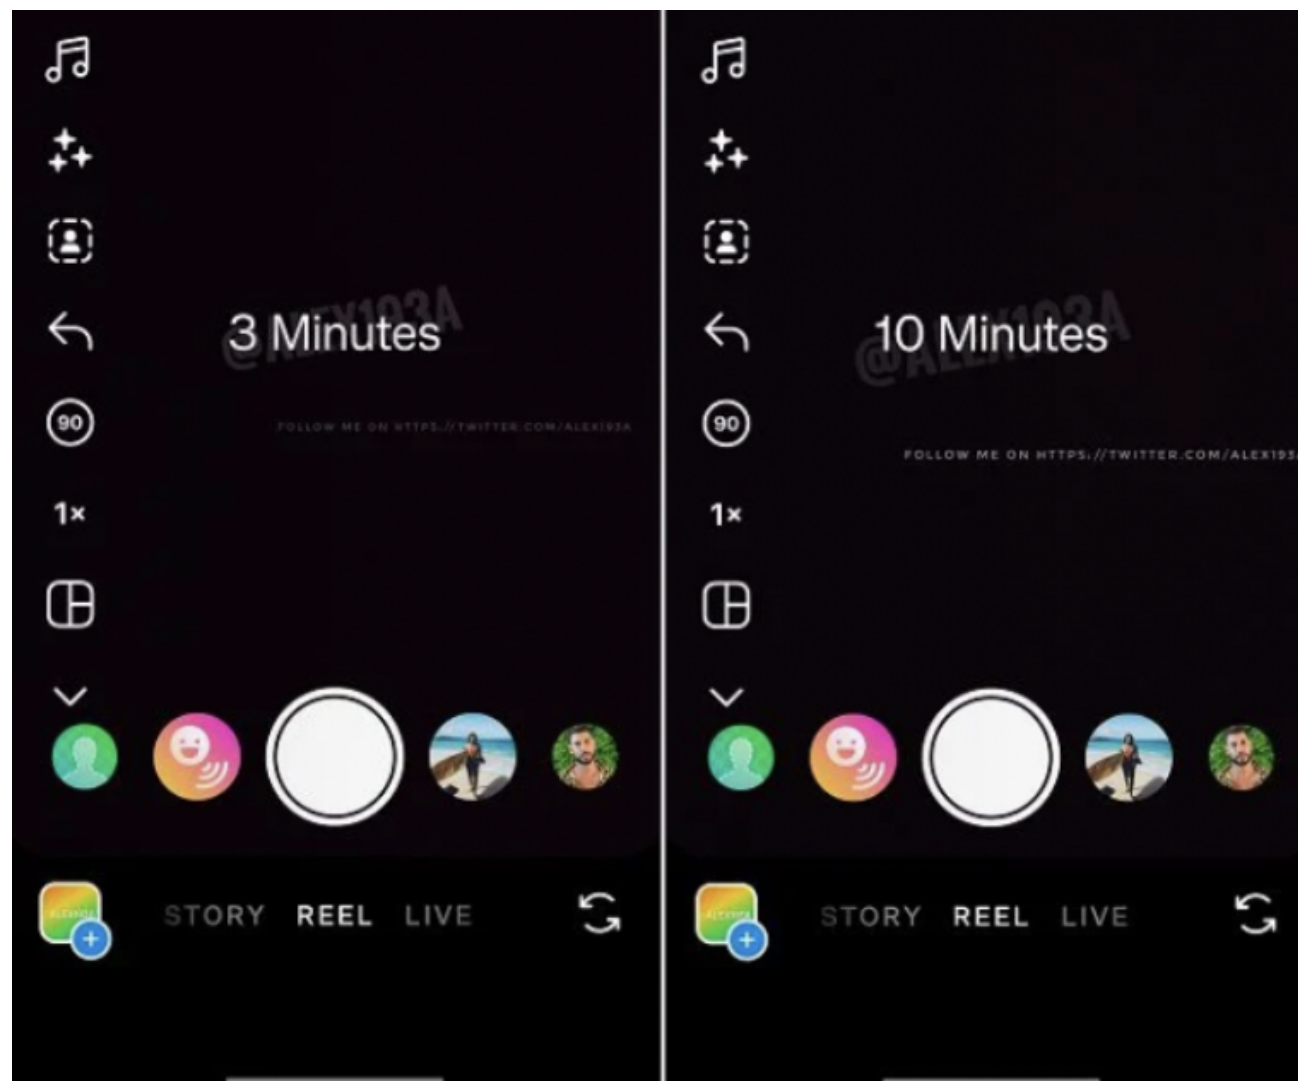 3 Minutes
@ALEX193A
FOLLOW ME ON HTTPS://TWITTER.COM/ALEX193A
90
1×
STORY REEL LIVE
10 Minutes
@ALEX193A
FOLLOW ME ON HTTPS://TWITTER.COM/ALEX193
90
1×
ALEX193A
STORY REEL LIVE